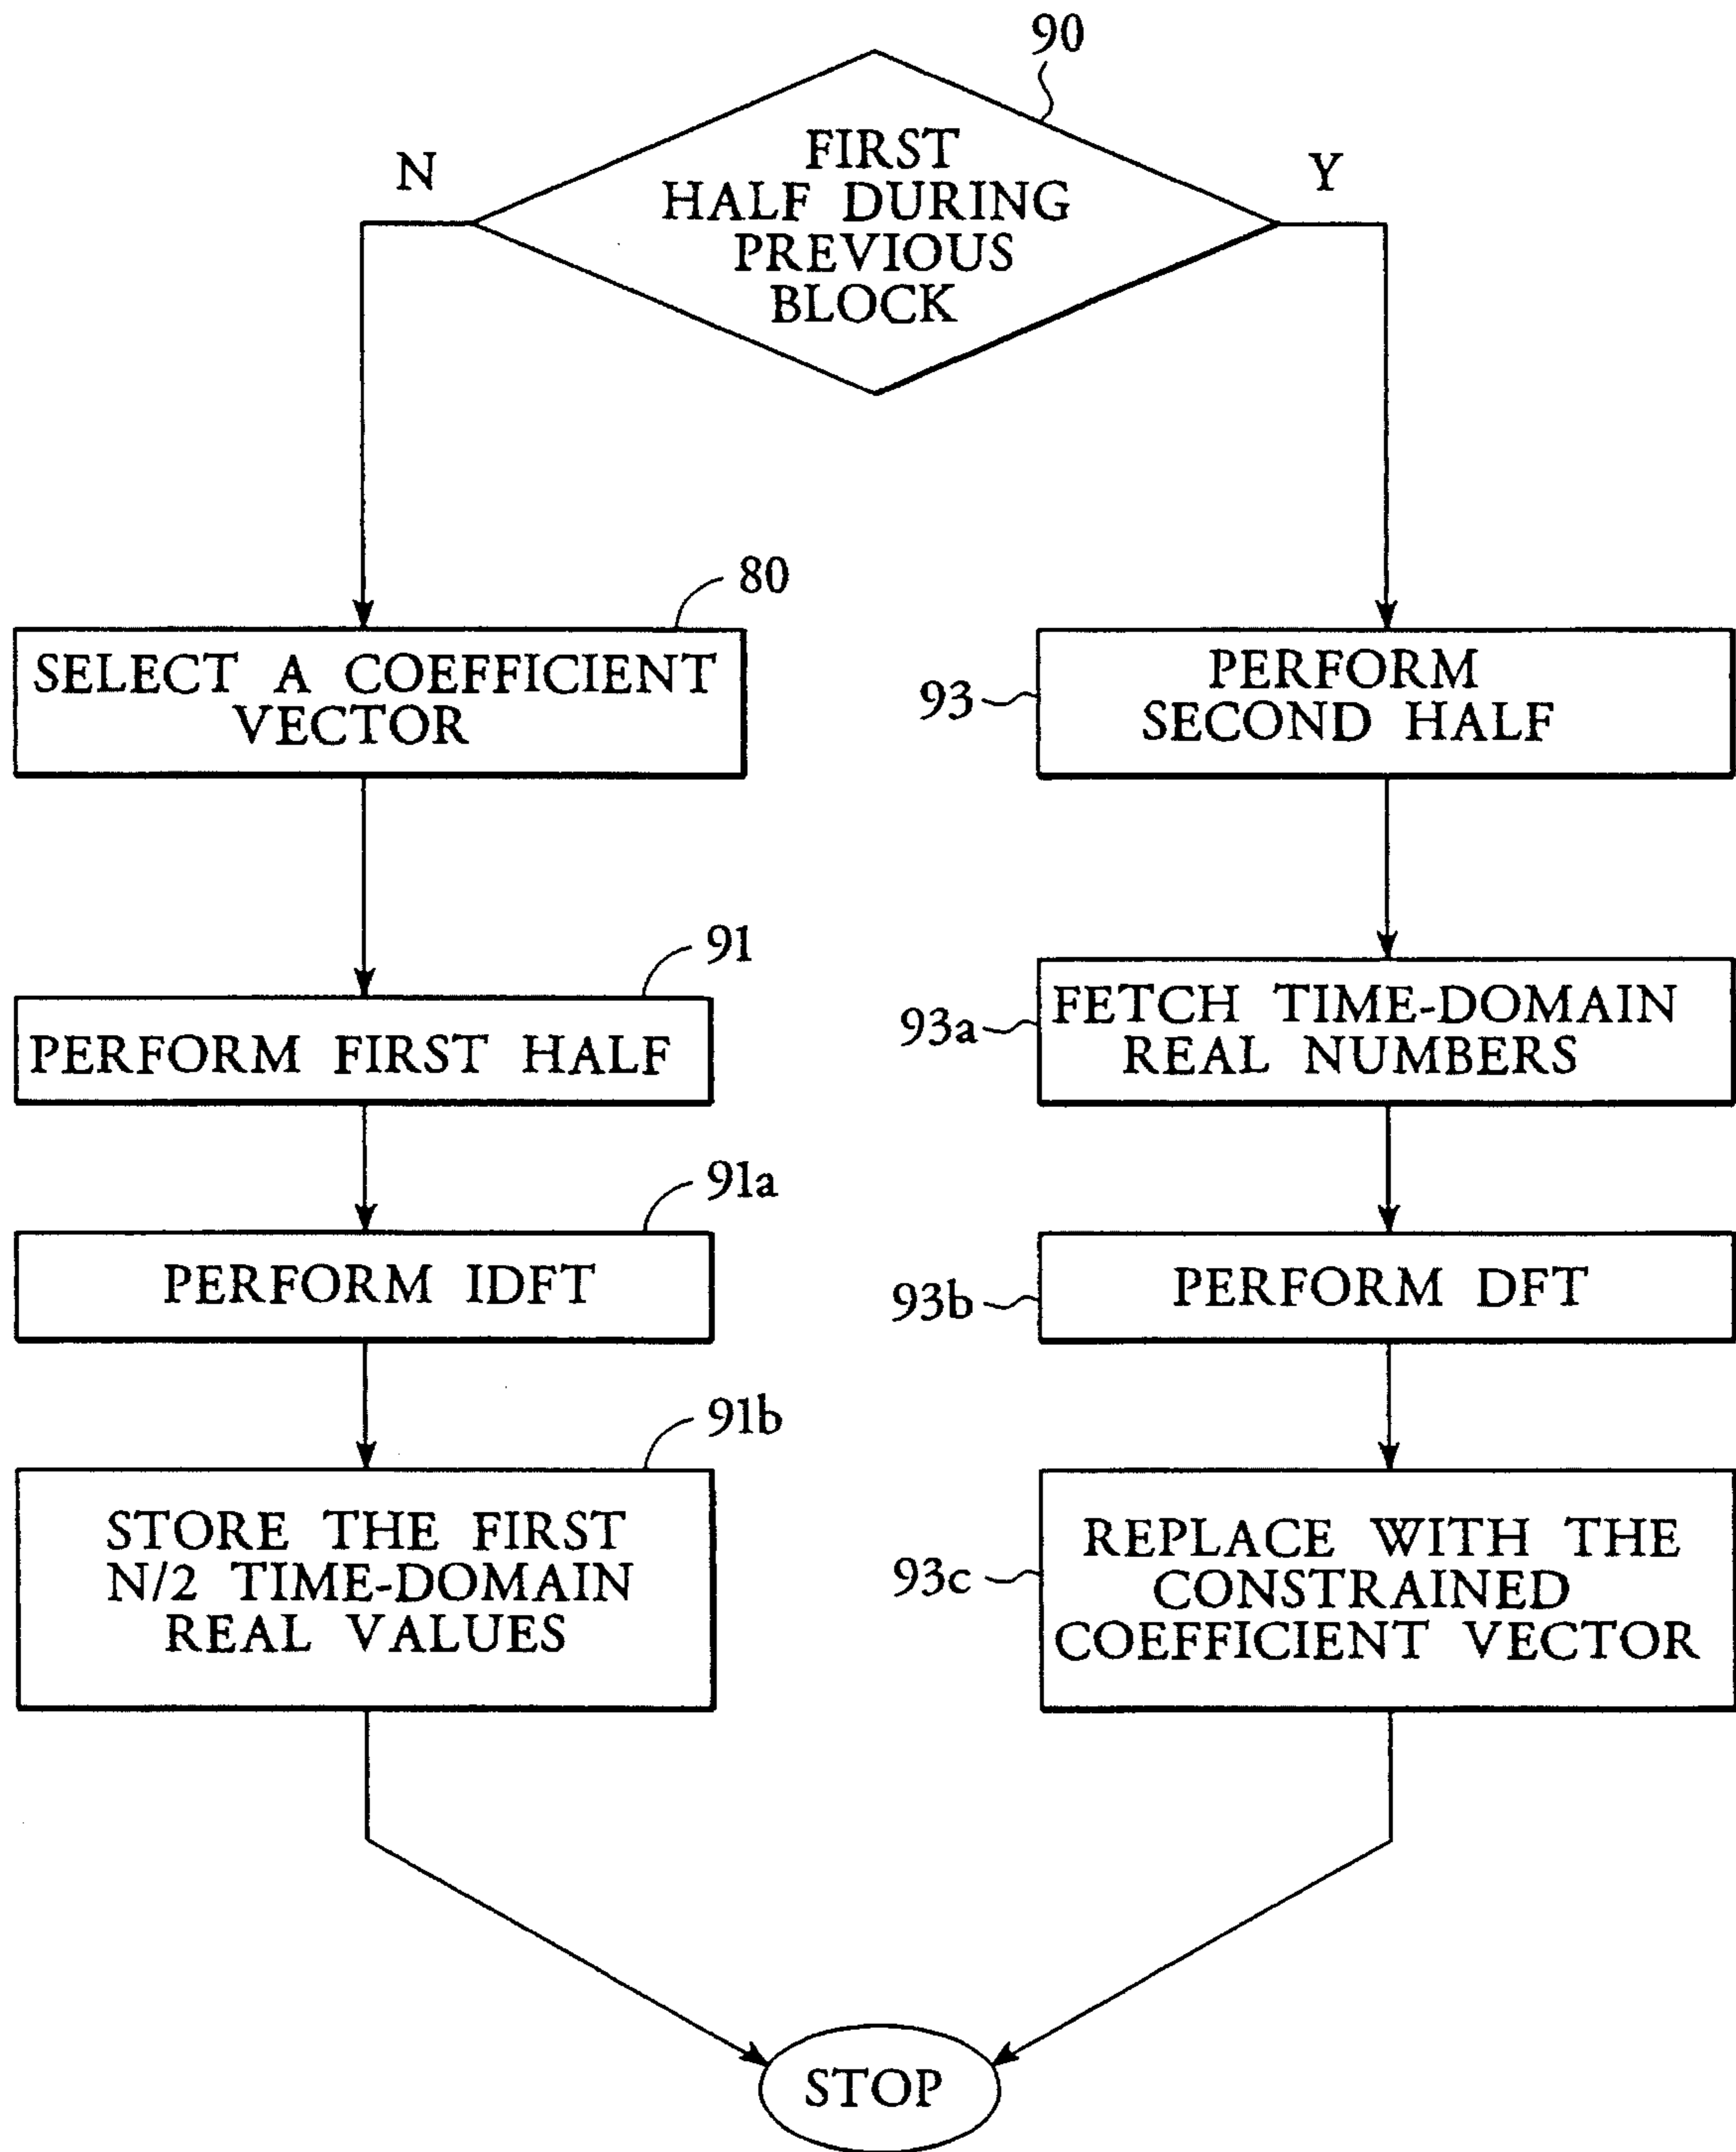 90
FIRST
HALF DURING
PREVIOUS
BLOCK
N
Y
80
SELECT A COEFFICIENT
VECTOR
93
PERFORM
SECOND HALF
91
PERFORM FIRST HALF
93a
FETCH TIME-DOMAIN
REAL NUMBERS
91a
PERFORM IDFT
93b
PERFORM DFT
91b
STORE THE FIRST
N/2 TIME-DOMAIN
REAL VALUES
93c
REPLACE WITH THE
CONSTRAINED
COEFFICIENT VECTOR
STOP